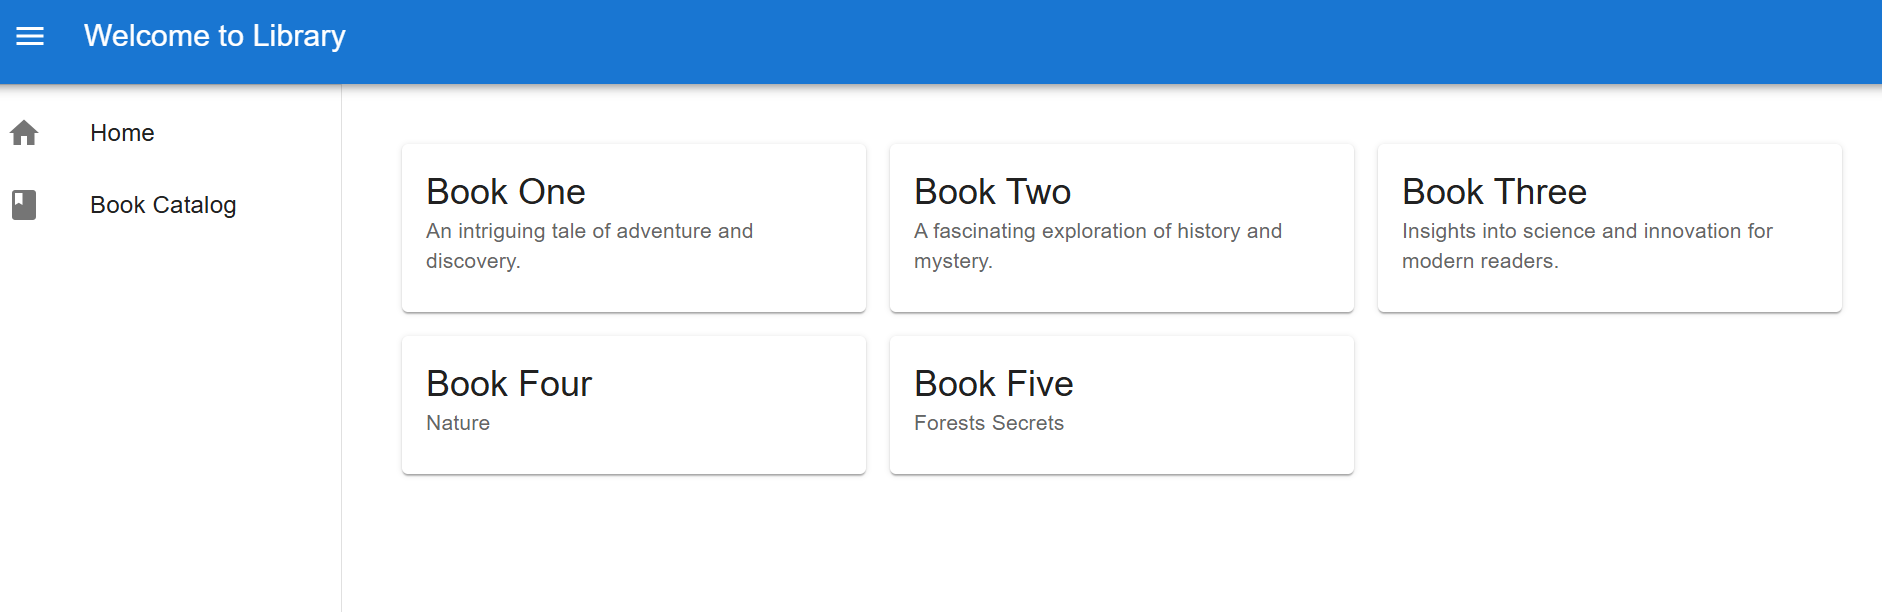 Welcome to Library
Home
Book Catalog
Book One
An intriguing tale of adventure and
discovery.
Book Two
A fascinating exploration of history and
mystery.
Book Three
Insights into science and innovation for
modern readers.
Book Four
Nature
Book Five
Forests Secrets